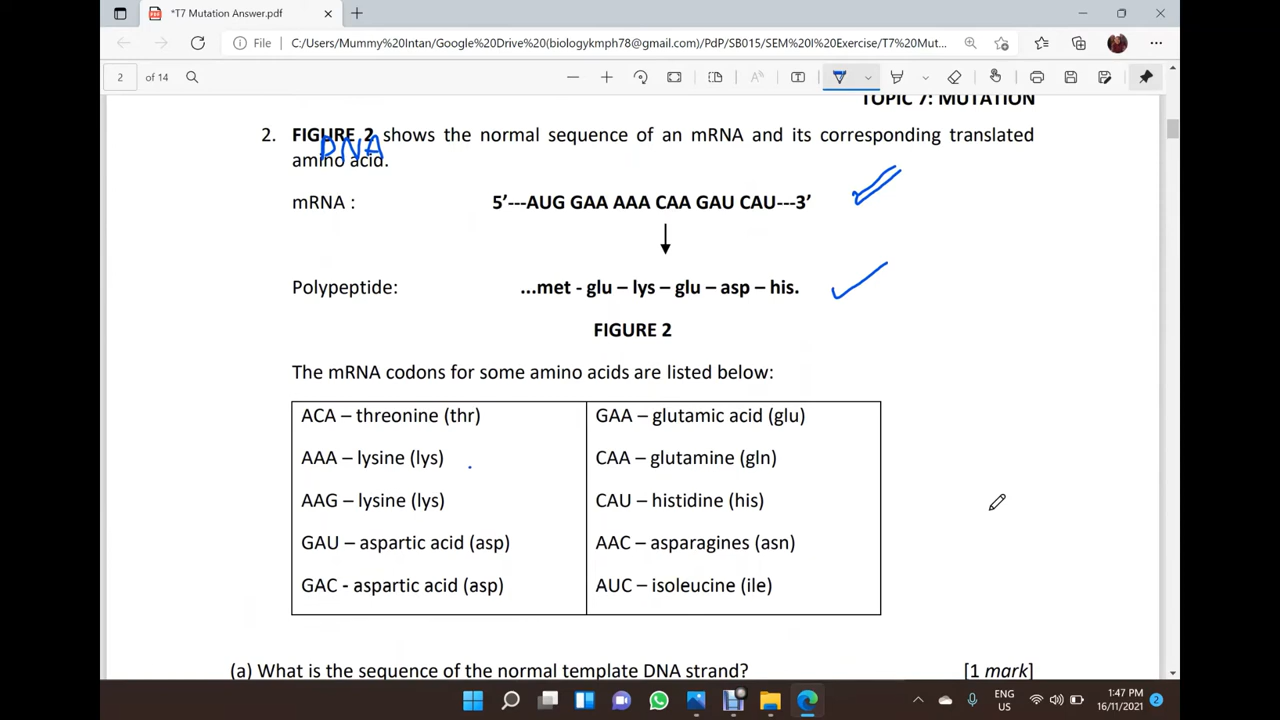 *T7 Mutation Answer.pdf
File C:/Users/Mummy%20Intan/Google%20Drive%20(biologykmph78@gmail.com)/PdP/SB015/SEM%20I%20Exercise/T7%20Mut...
2 of 14
TOPIC 7: MUTATION
2. FIGURE 2 shows the normal sequence of an mRNA and its corresponding translated
DNA
amino acid.
mRNA : 5’---AUG GAA AAA CAA GAU CAU---3’
Polypeptide: ...met - glu – lys – glu – asp – his.
FIGURE 2
The mRNA codons for some amino acids are listed below:
ACA – threonine (thr) GAA – glutamic acid (glu)
AAA – lysine (lys) CAA – glutamine (gln)
AAG – lysine (lys) CAU – histidine (his)
GAU – aspartic acid (asp) AAC – asparagines (asn)
GAC - aspartic acid (asp) AUC – isoleucine (ile)
(a) What is the sequence of the normal template DNA strand? [1 mark]
ENG
US
1:47 PM
16/11/2021
2